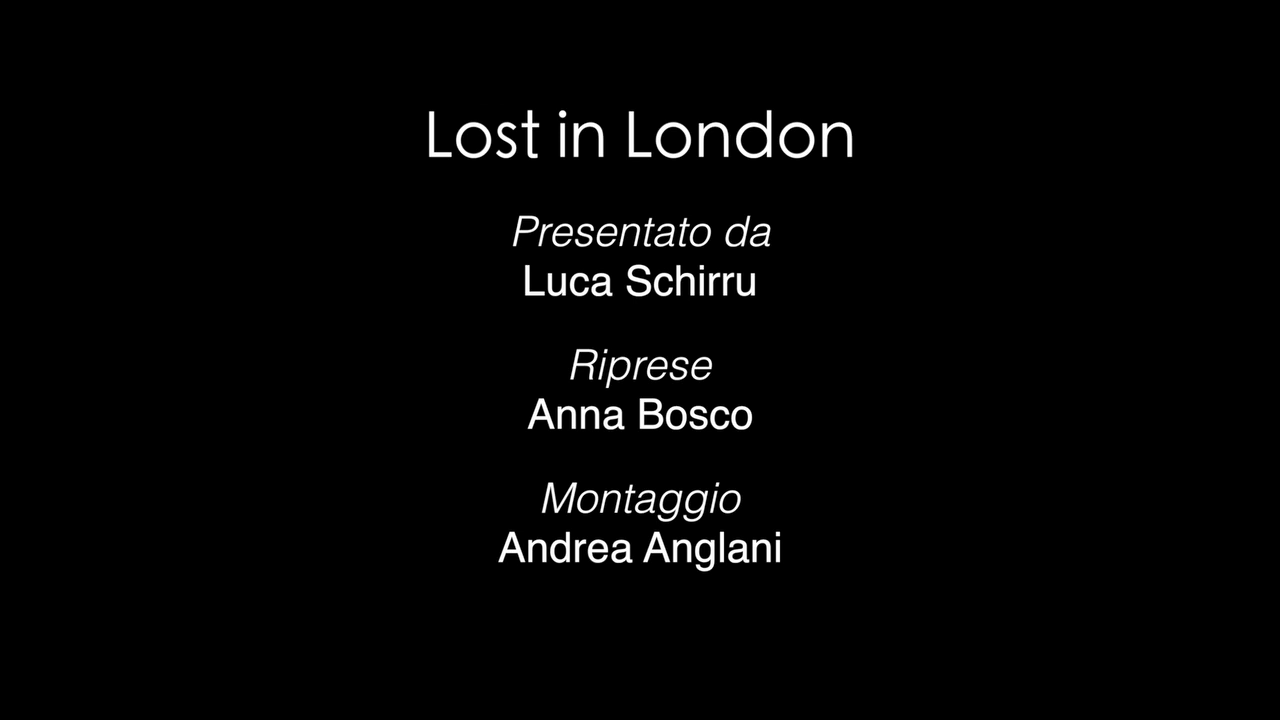 Lost in London
Presentato da
Luca Schirru
Riprese
Anna Bosco
Montaggio
Andrea Anglani